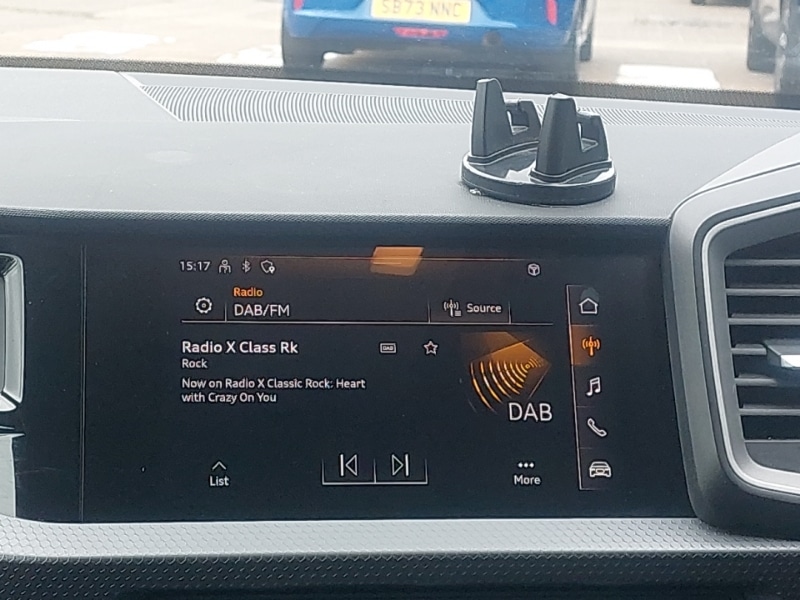 SB73 NNC
15:17
Radio
DAB/FM
Source
Radio X Class Rk
DAB
Rock
Now on Radio X Classic Rock: Heart
with Crazy On You
DAB
List
More